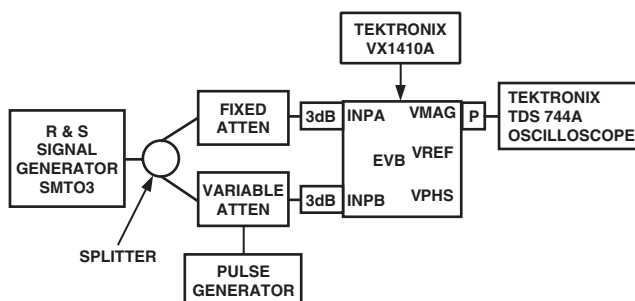 TEKTRONIX
VX1410A
R & S
SIGNAL
GENERATOR
SMTO3
SPLITTER
FIXED
ATTEN
VARIABLE
ATTEN
PULSE
GENERATOR
3dB
3dB
INPA
VMAG
EVB
VREF
INPB
VPHS
P
TEKTRONIX
TDS 744A
OSCILLOSCOPE